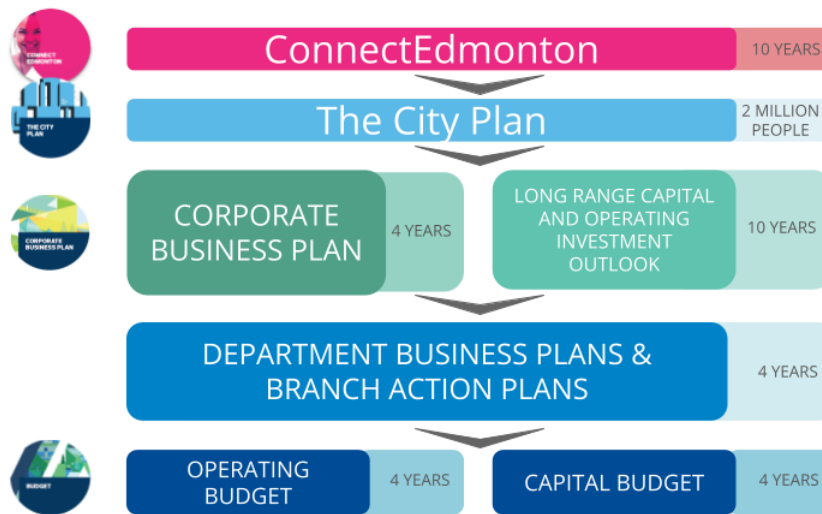 CONNECT
EDMONTON
ConnectEdmonton
10 YEARS
THE CITY
PLAN
The City Plan
2 MILLION
PEOPLE
CORPORATE
BUSINESS PLAN
CORPORATE
BUSINESS PLAN
4 YEARS
LONG RANGE CAPITAL
AND OPERATING
INVESTMENT
OUTLOOK
10 YEARS
DEPARTMENT BUSINESS PLANS &
BRANCH ACTION PLANS
4 YEARS
BUDGET
OPERATING
BUDGET
4 YEARS
CAPITAL BUDGET
4 YEARS